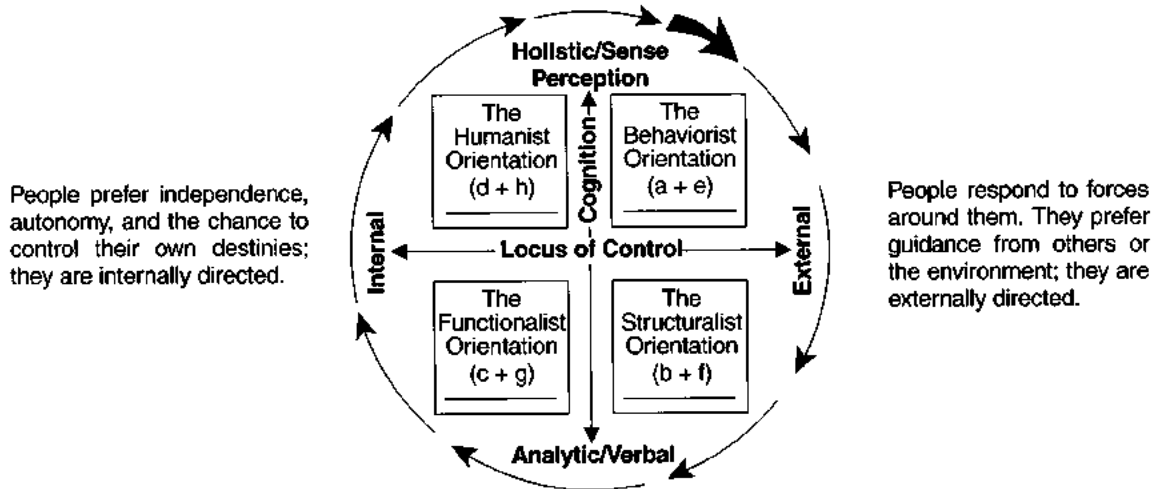 Holistic/Sense
Perception
The
Humanist
Orientation
(d + h)
Cognition
The
Behaviorist
Orientation
(a + e)
People prefer independence,
autonomy, and the chance to
control their own destinies;
they are internally directed.
Internal
Locus of Control
External
People respond to forces
around them. They prefer
guidance from others or
the environment; they are
externally directed.
The
Functionalist
Orientation
(c + g)
The
Structuralist
Orientation
(b + f)
Analytic/Verbal